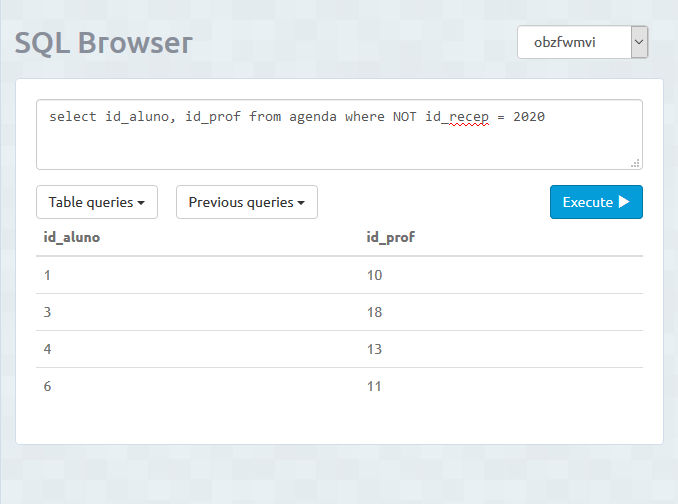 SQL Browser
obzfwmvi
select id_aluno, id_prof from agenda where NOT id_recep = 2020
Table queries
Previous queries
Execute
id_aluno id_prof
1 10
3 18
4 13
6 11